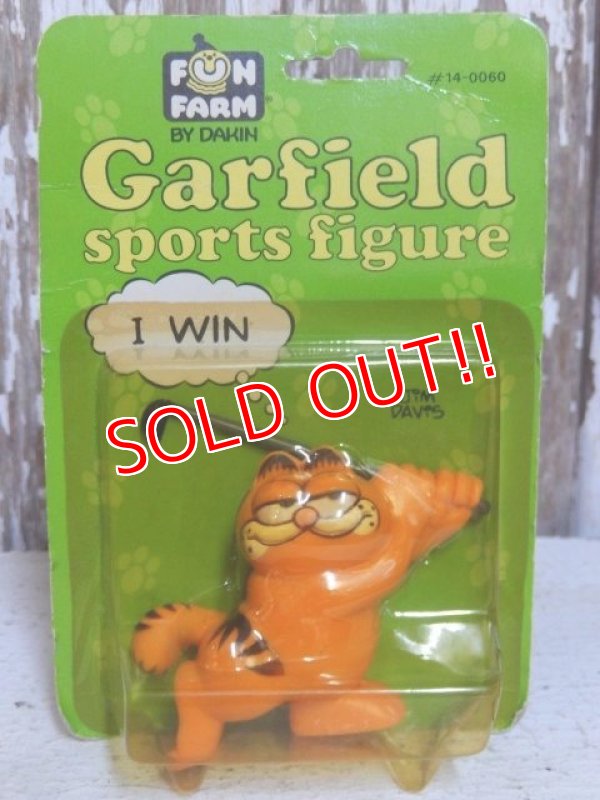 FUN
FARM
BY DAKIN
#14-0060
Garfield
sports figure
I WIN
SOLD OUT!!
JIM
DAVIS